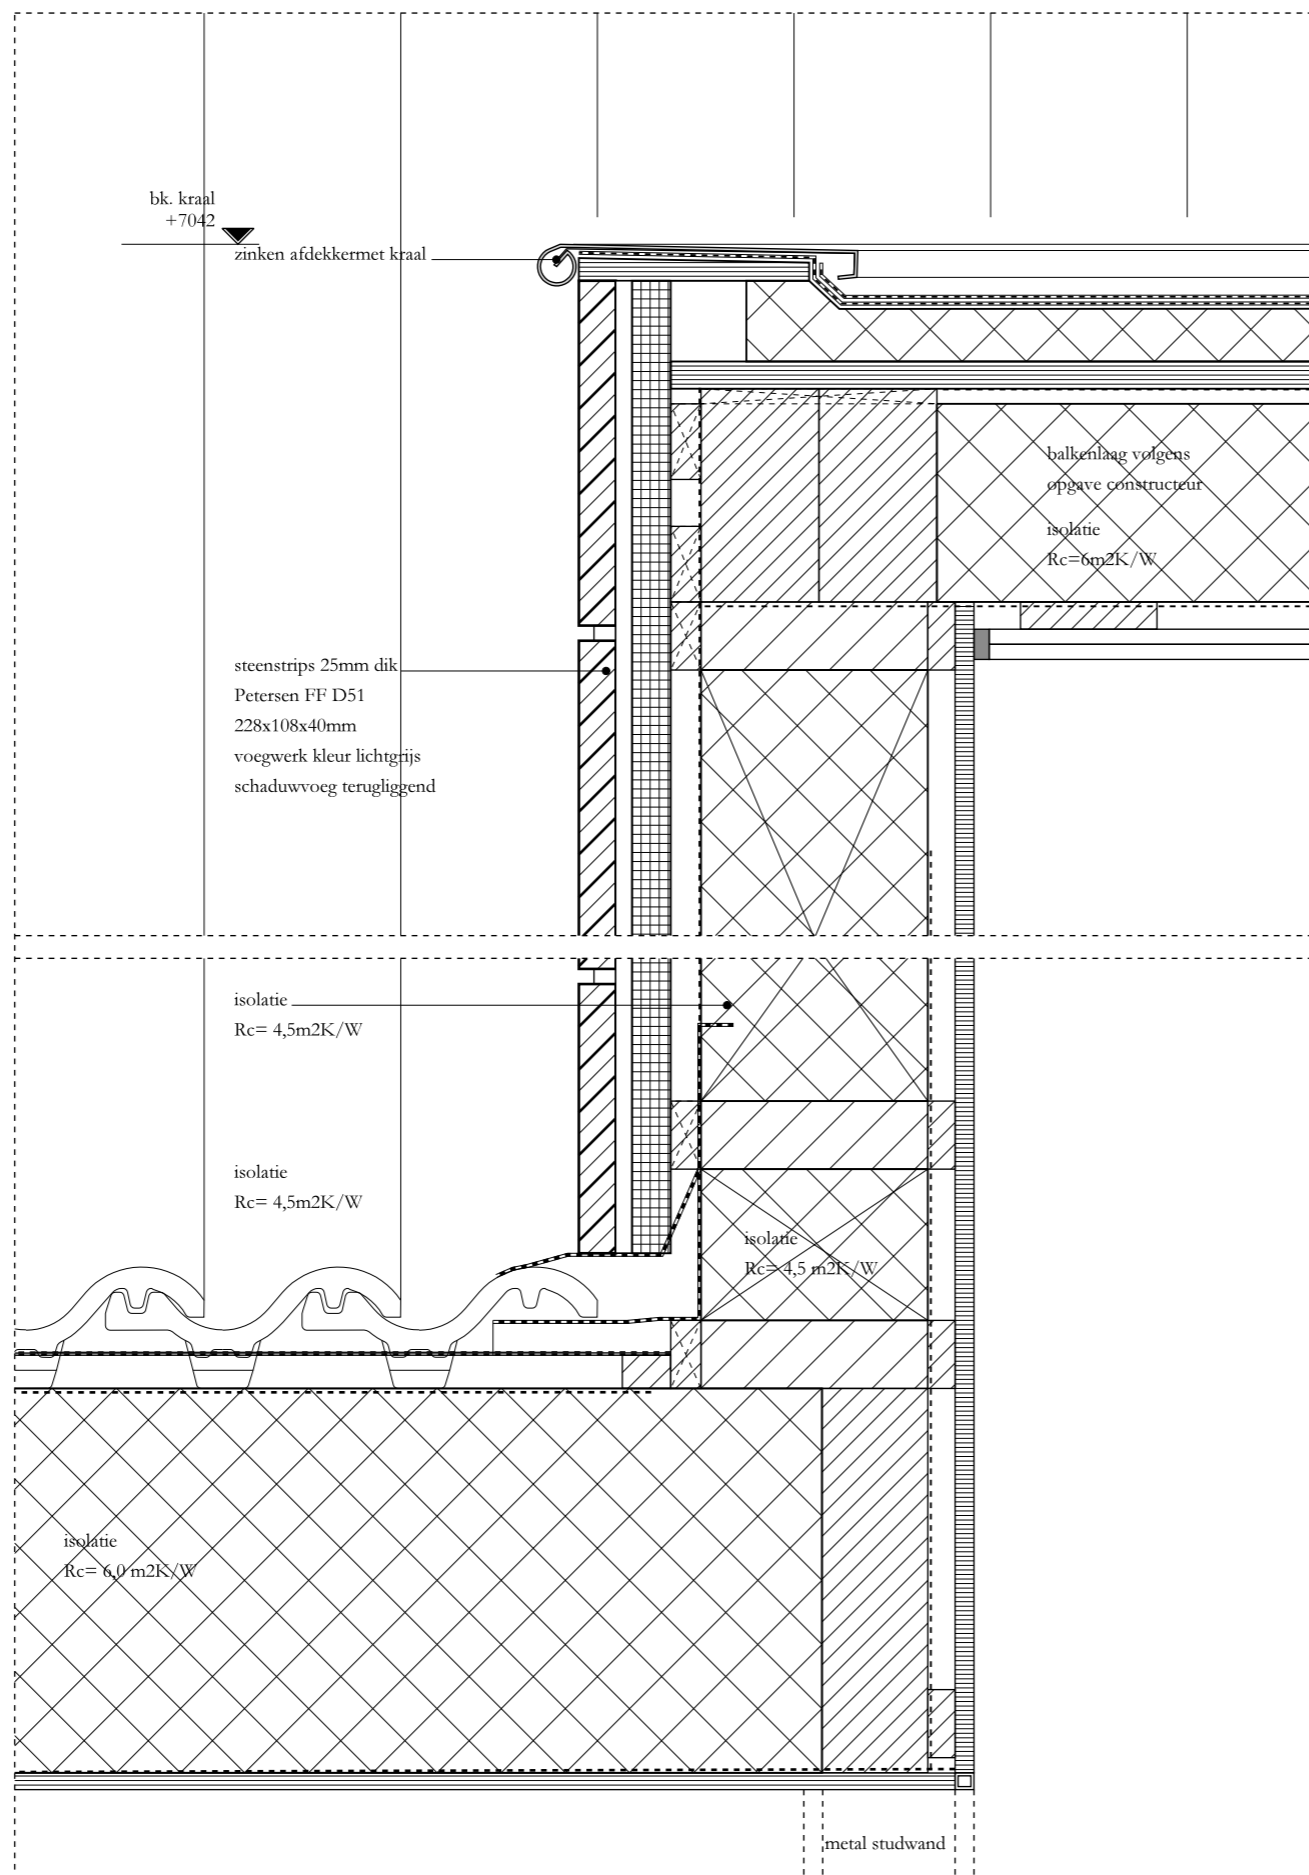 bk. kraal
+7042
zinken afdekkermet kraal
balkenlaag volgens
opgave constructeur
isolatie
Rc=6m2K/W
steenstrips 25mm dik
Petersen FF D51
228x108x40mm
voegwerk kleur lichtgrijs
schaduwvoeg terugliggend
isolatie
Rc= 4,5m2K/W
isolatie
Rc= 4,5m2K/W
isolatie
Rc= 4,5 m2K/W
isolatie
Rc= 6,0 m2K/W
metal studwand